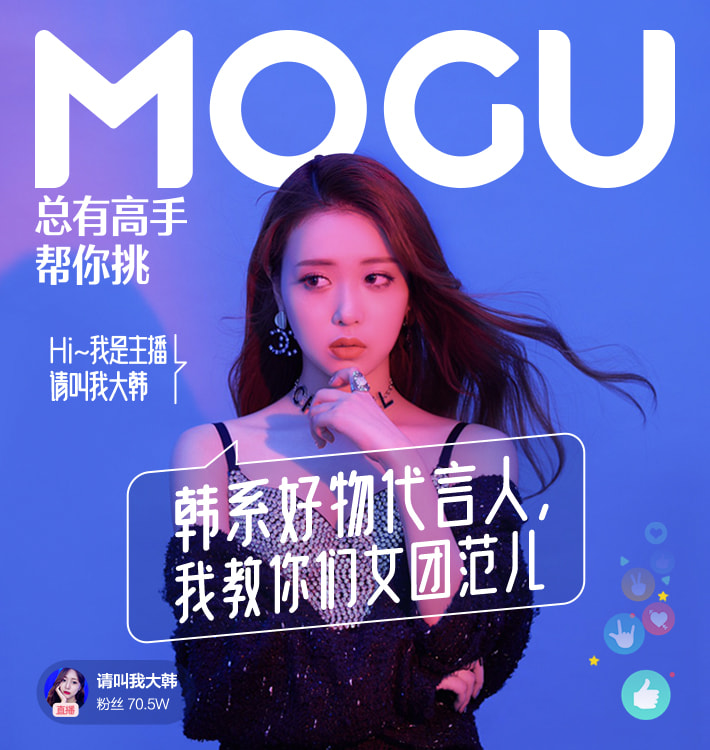 MOGU
总有高手
帮你挑
Hi~我是主播
请叫我大韩
韩系好物代言人,
我教你们女团范儿
请叫我大韩
直播
粉丝 70.5W